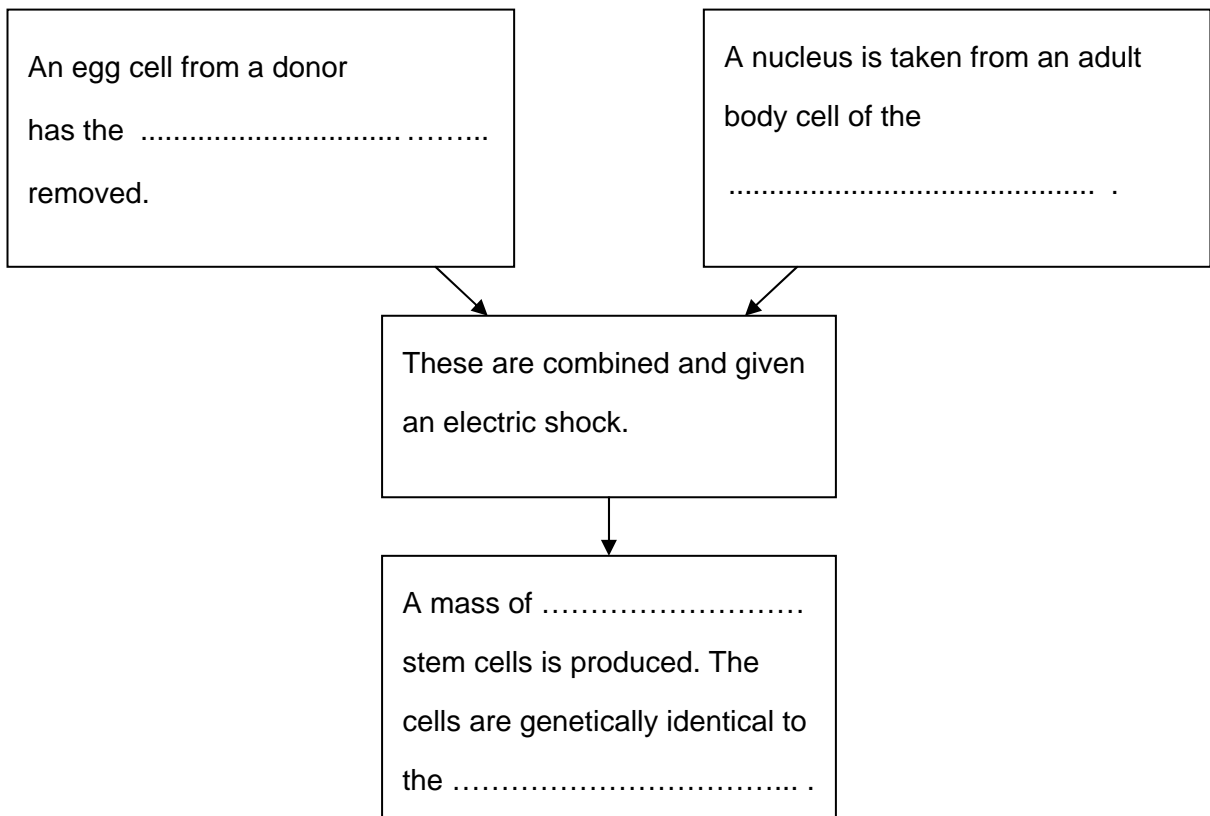 An egg cell from a donor
has the ................................ ……...
removed.
A nucleus is taken from an adult
body cell of the
............................................. .
These are combined and given
an electric shock.
A mass of ………………………
stem cells is produced. The
cells are genetically identical to
the ……………………………... .